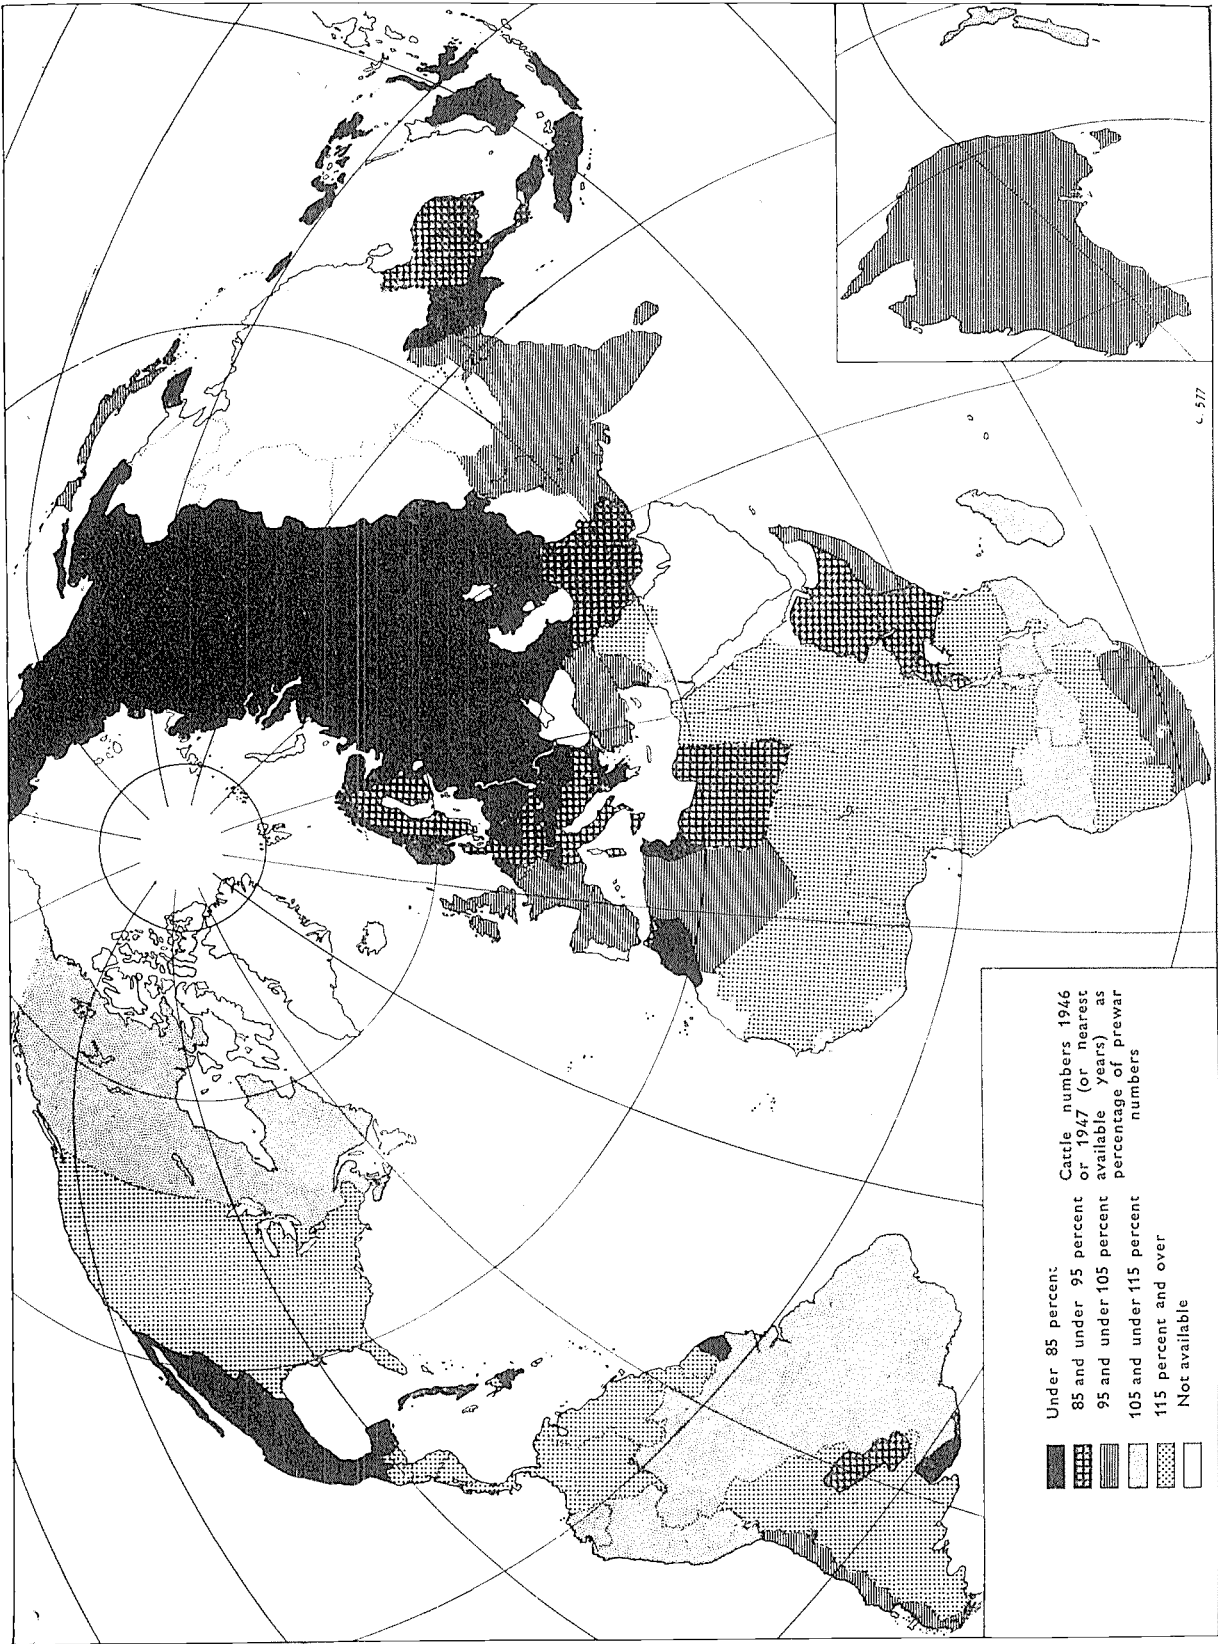 Under 85 percent
85 and under 95 percent
95 and under 105 percent
105 and under 115 percent
115 percent and over
Not available
Cattle numbers 1946
or 1947 (or nearest
available years) as
percentage of prewar
numbers
C. 577